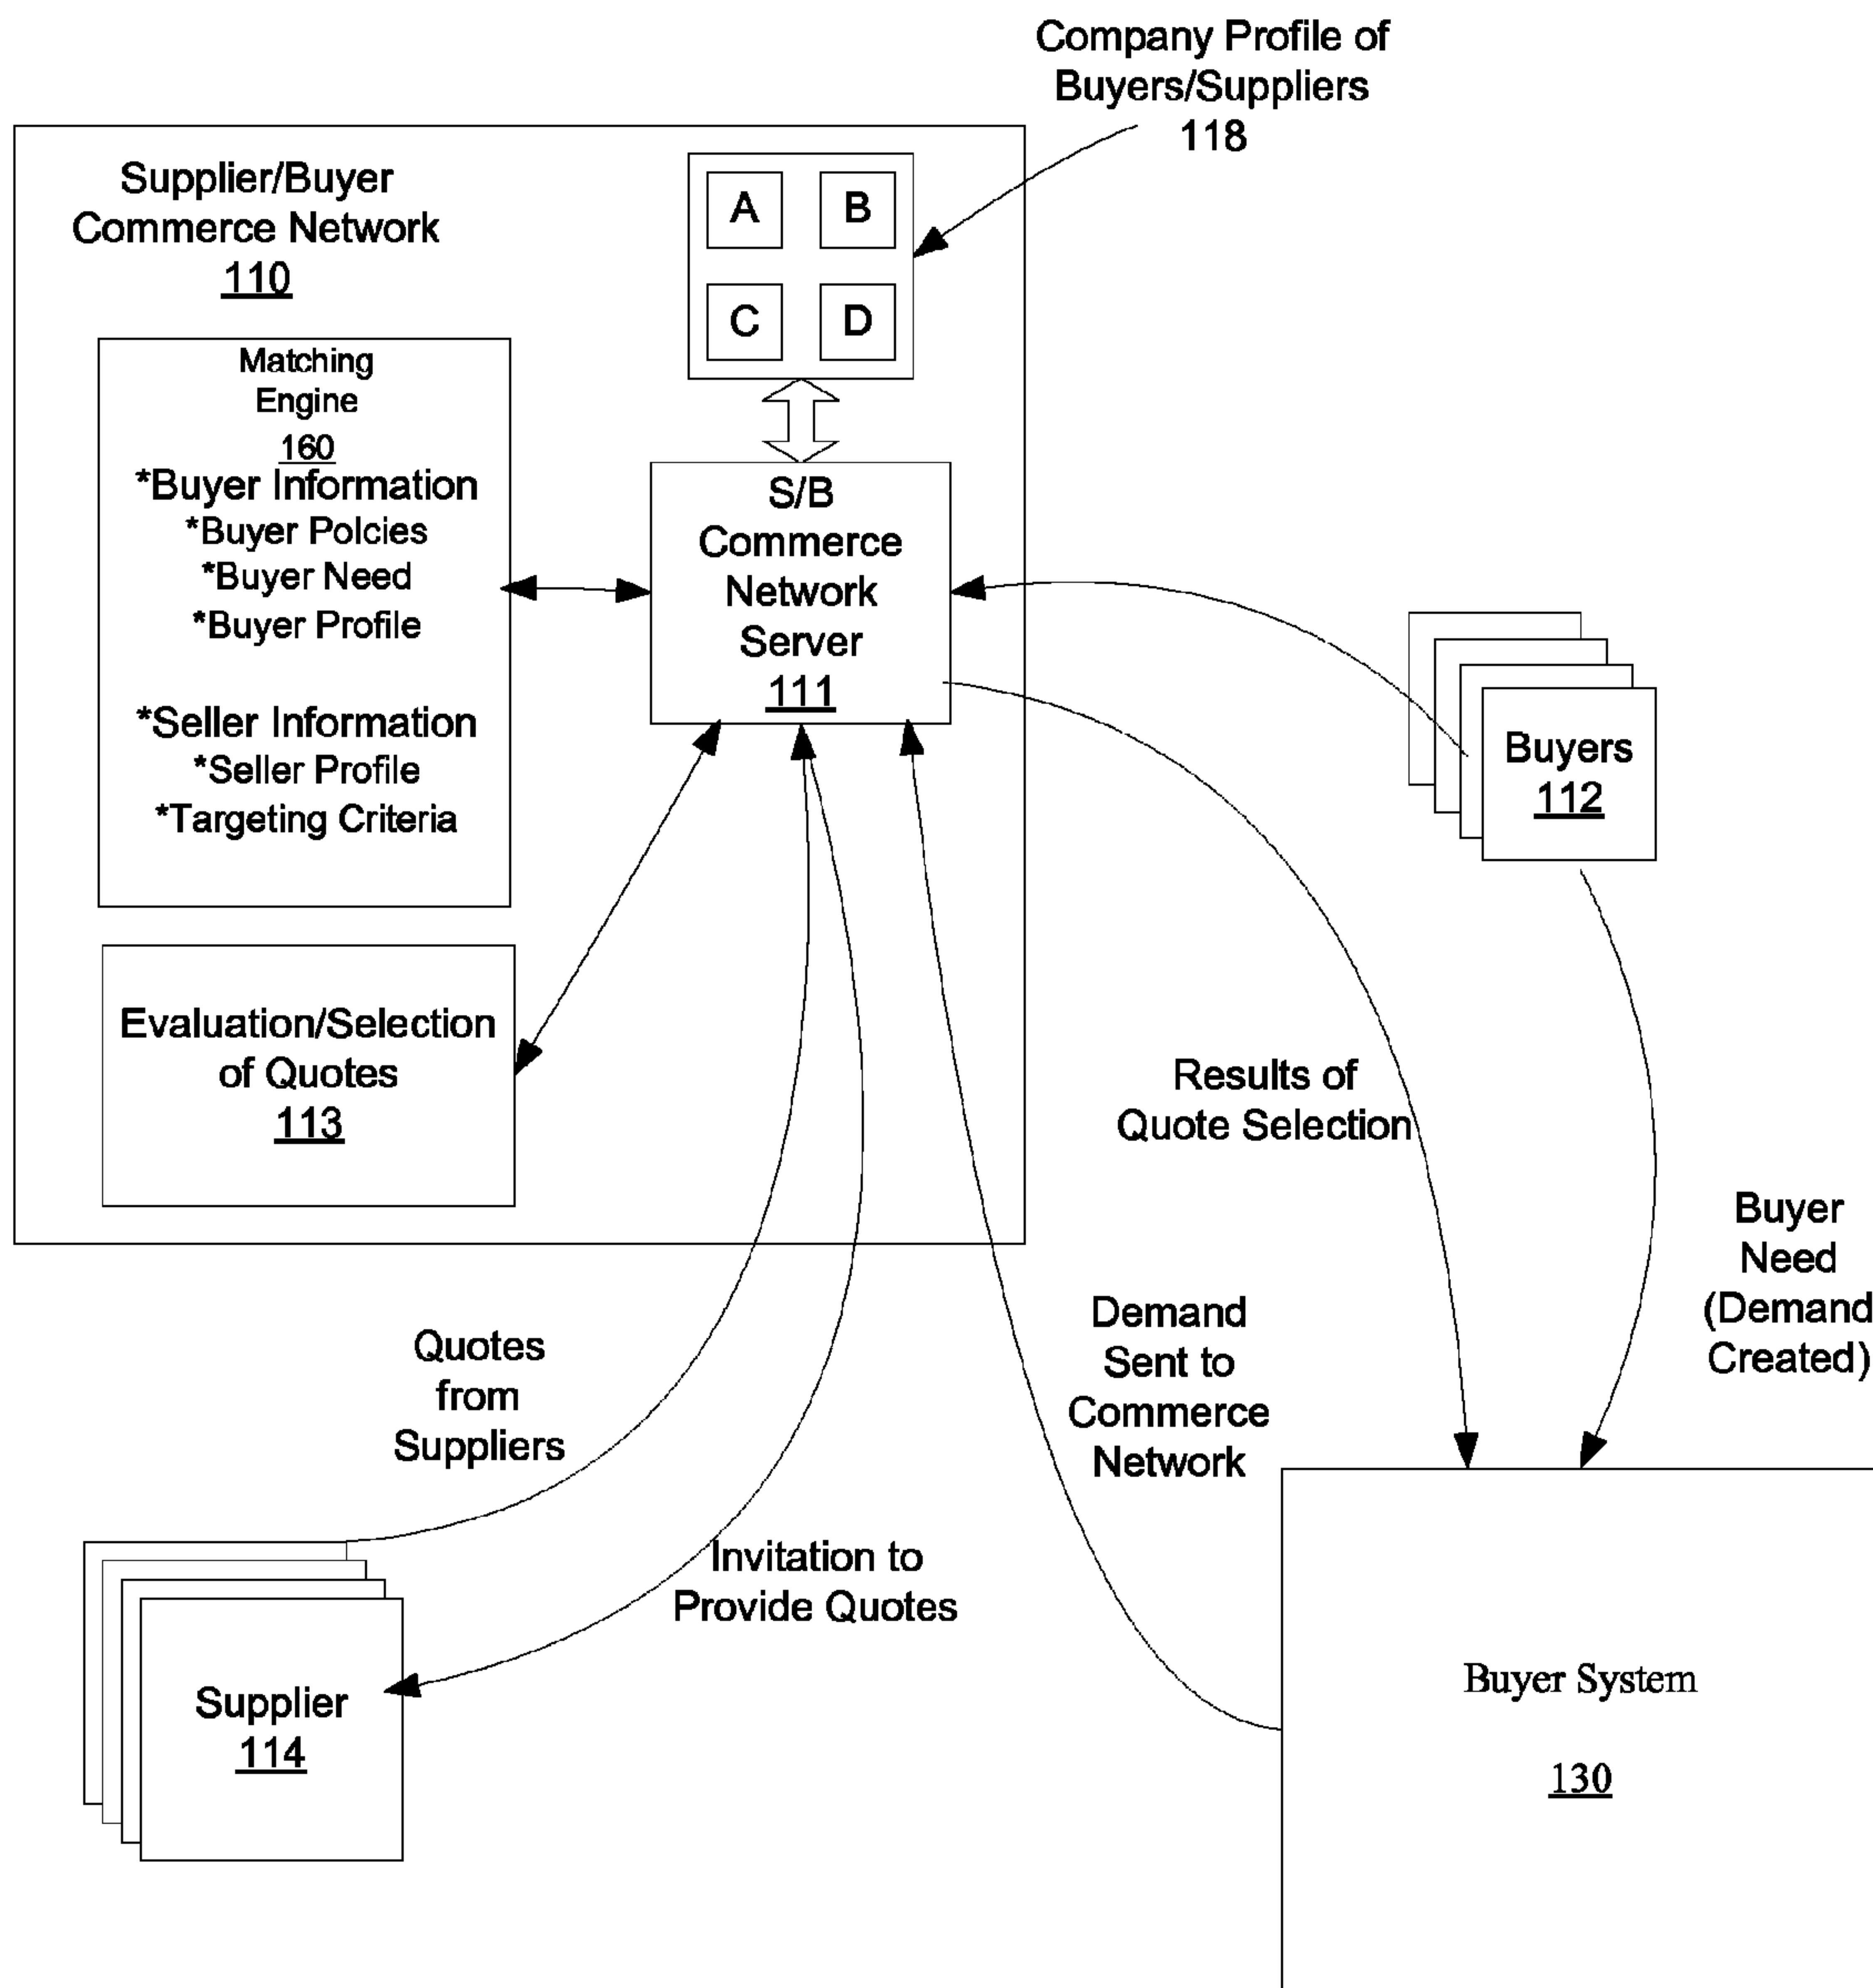 Company Profile of
Buyers/Suppliers
118
Supplier/Buyer
Commerce Network
110
A
B
C
D
Matching
Engine
160
*Buyer Information
*Buyer Polcies
*Buyer Need
*Buyer Profile
*Seller Information
*Seller Profile
*Targeting Criteria
S/B
Commerce
Network
Server
111
Buyers
112
Evaluation/Selection
of Quotes
113
Results of
Quote Selection
Buyer
Need
(Demand
Created)
Demand
Sent to
Commerce
Network
Quotes
from
Suppliers
Invitation to
Provide Quotes
Supplier
114
Buyer System
130